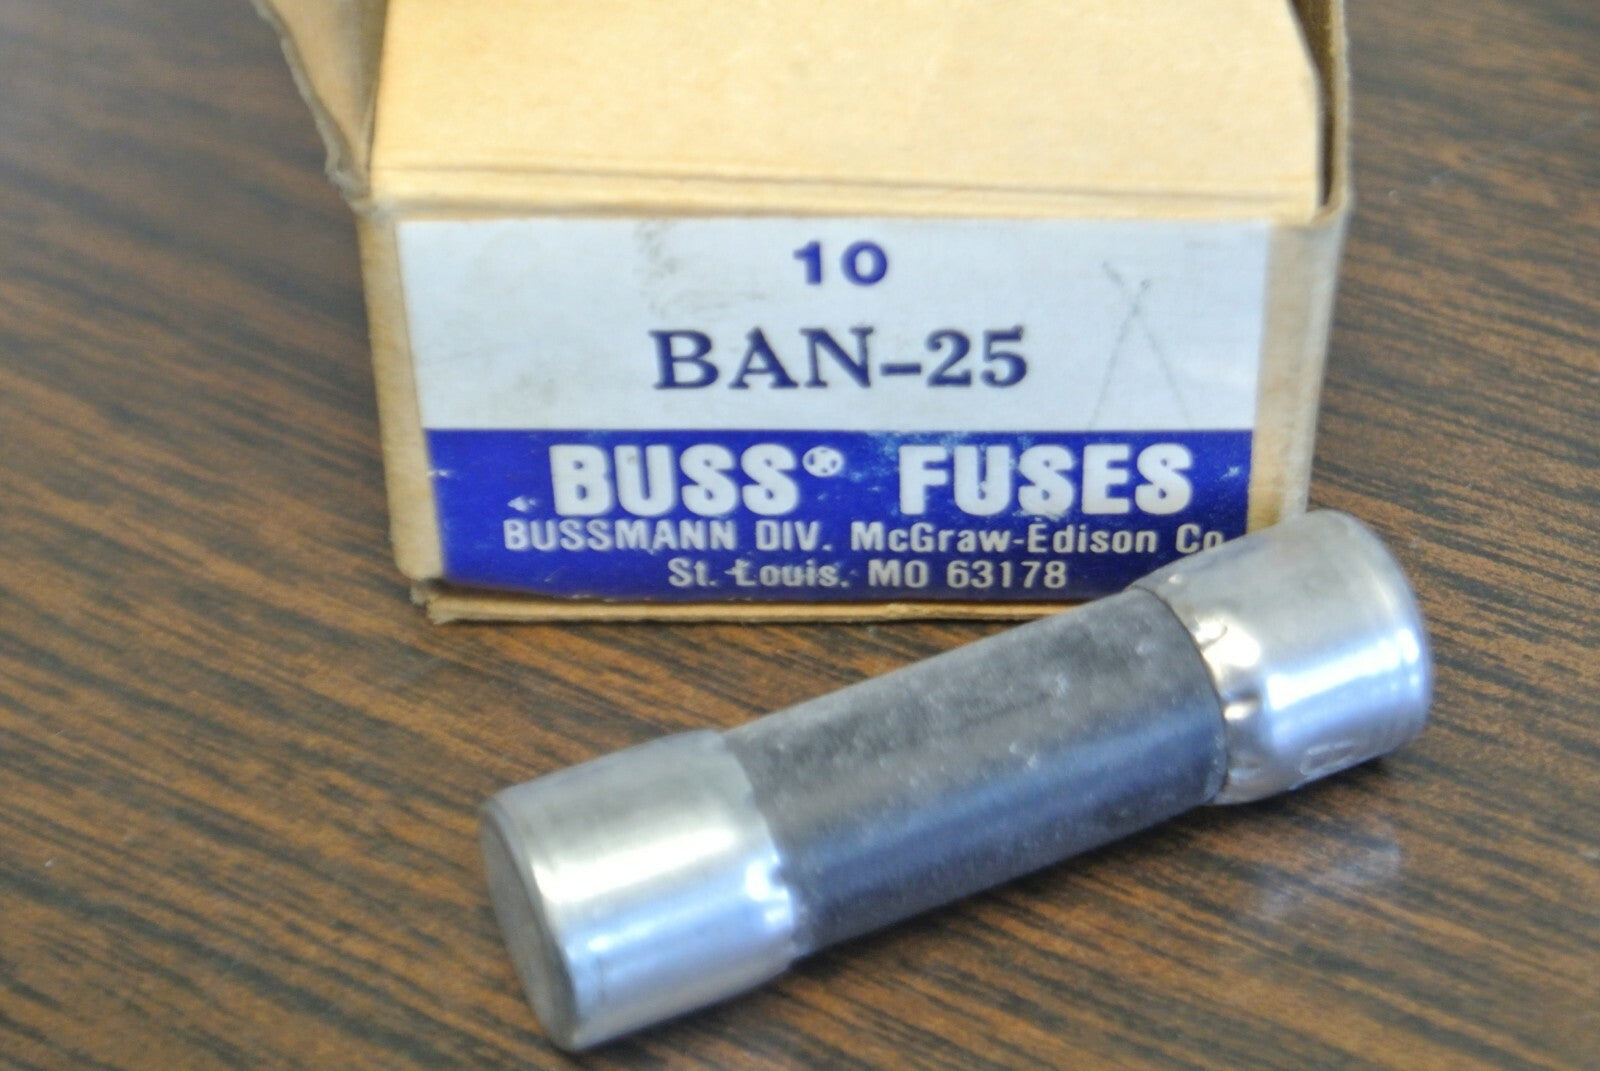 10
BAN-25
BUSS® FUSES
BUSSMANN DIV. McGraw-Edison Co
St. Louis. MO 63178